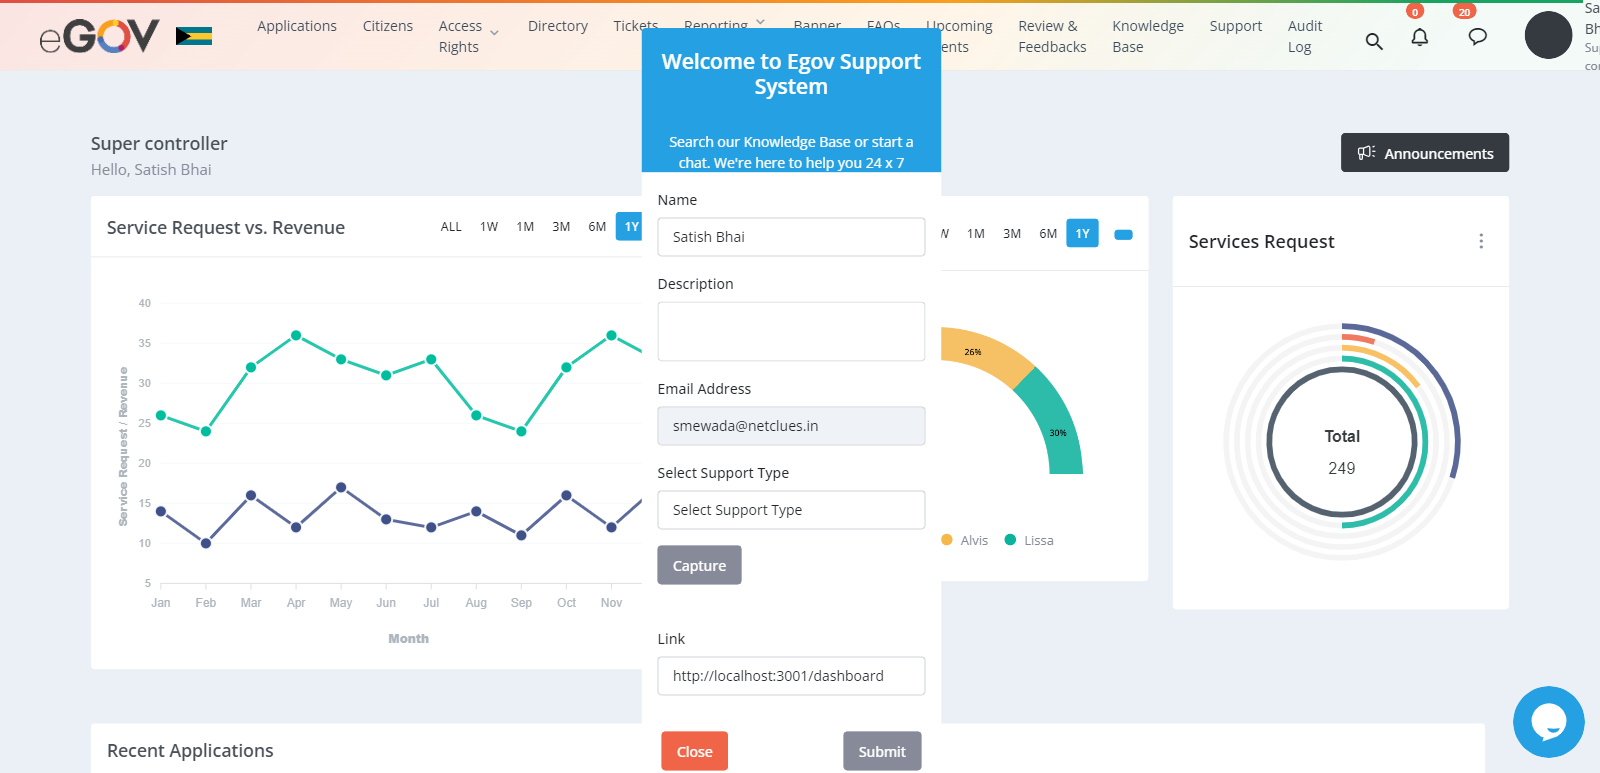 eGOV
Applications
Citizens
Access
Rights
Directory
Tickets
Reporting
Banner
FAQs
Upcoming
Review &
Feedbacks
Knowledge
Base
Support
Audit
Log
0
20
Super controller
Hello, Satish Bhai
Announcements
Service Request vs. Revenue
ALL 1W 1M 3M 6M 1Y
40
35
30
25
20
15
10
5
Service Request / Revenue
Jan Feb Mar Apr May Jun Jul Aug Sep Oct Nov
Month
Welcome to Egov Support
System
Search our Knowledge Base or start a
chat. We're here to help you 24 x 7
Name
Satish Bhai
Description
Email Address
smewada@netclues.in
Select Support Type
Select Support Type
Capture
Link
http://localhost:3001/dashboard
Close
Submit
1M 3M 6M 1Y
26%
30%
Alvis
Lissa
Services Request
Total
249
Recent Applications